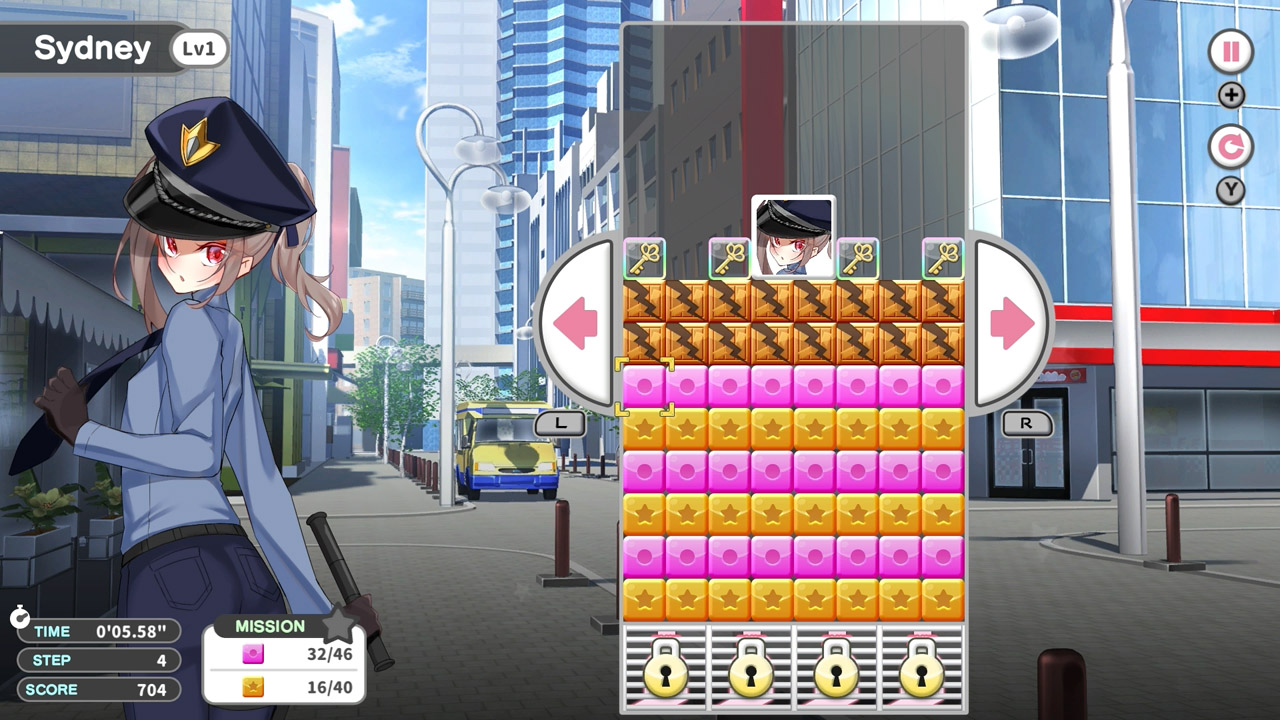 Sydney Lv1
Y
L
R
TIME 0'05.58"
STEP 4
SCORE 704
MISSION
32/46
16/40